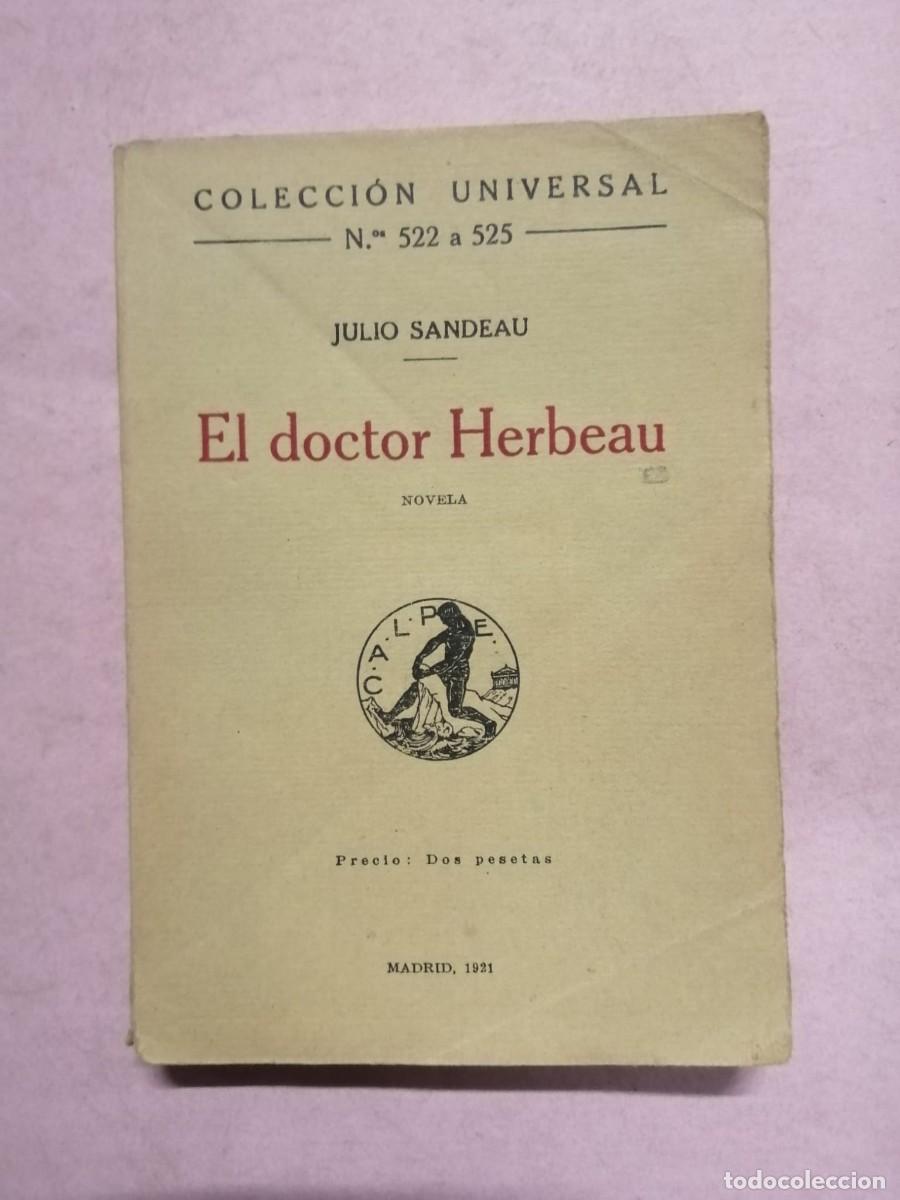 COLECCIÓN UNIVERSAL
N.os 522 a 525
JULIO SANDEAU
El doctor Herbeau
NOVELA
C.A.L.P.E.
Precio: Dos pesetas
MADRID, 1921
todocoleccion